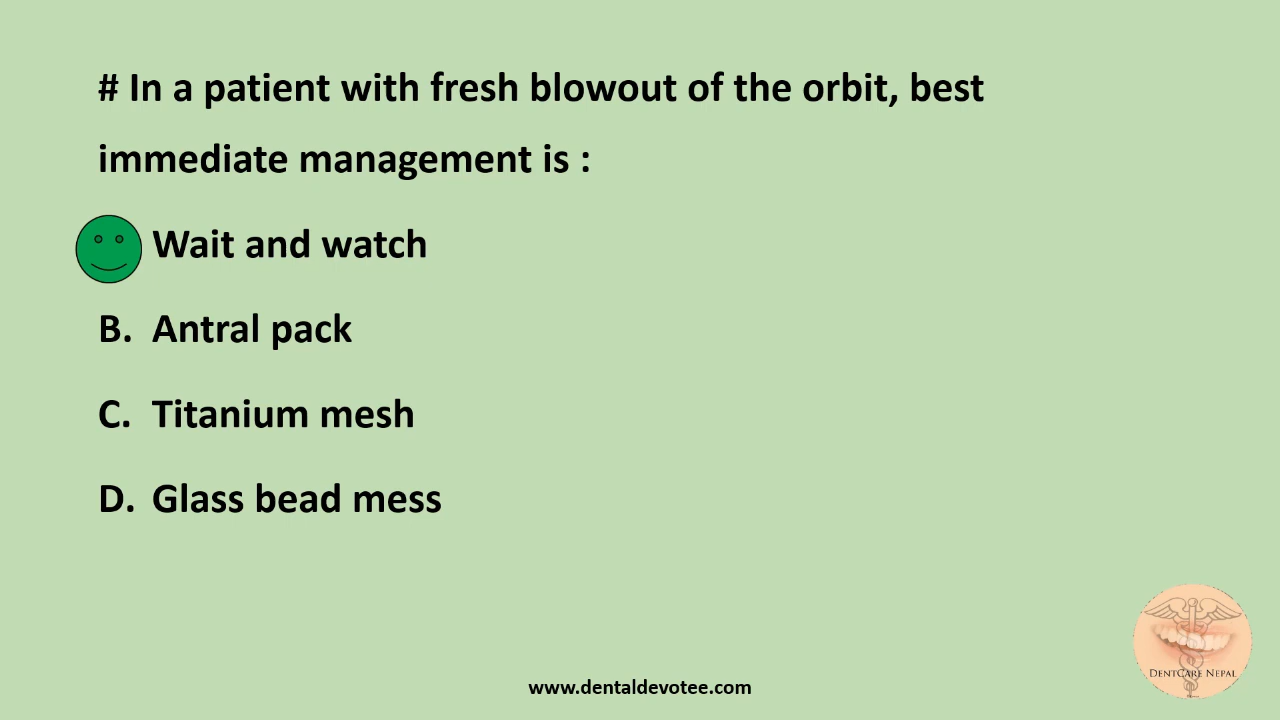 # In a patient with fresh blowout of the orbit, best
immediate management is :
Wait and watch
B. Antral pack
C. Titanium mesh
D. Glass bead mess
DENTCARE NEPAL
www.dentaldevotee.com